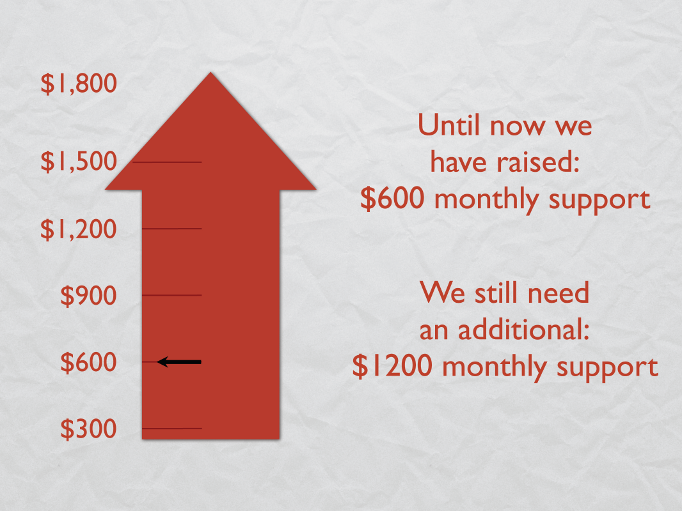 $1,800
$1,500
$1,200
$900
$600
$300
Until now we
have raised:
$600 monthly support
We still need
an additional:
$1200 monthly support